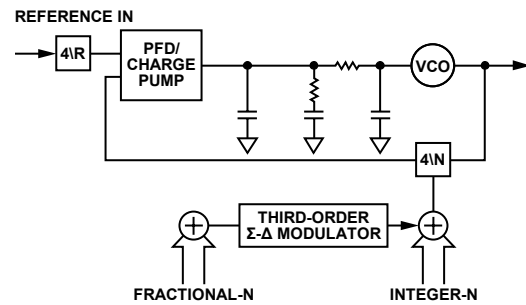 REFERENCE IN
4\R
PFD/
CHARGE
PUMP
VCO
4\N
THIRD-ORDER
Σ-Δ MODULATOR
FRACTIONAL-N
INTEGER-N